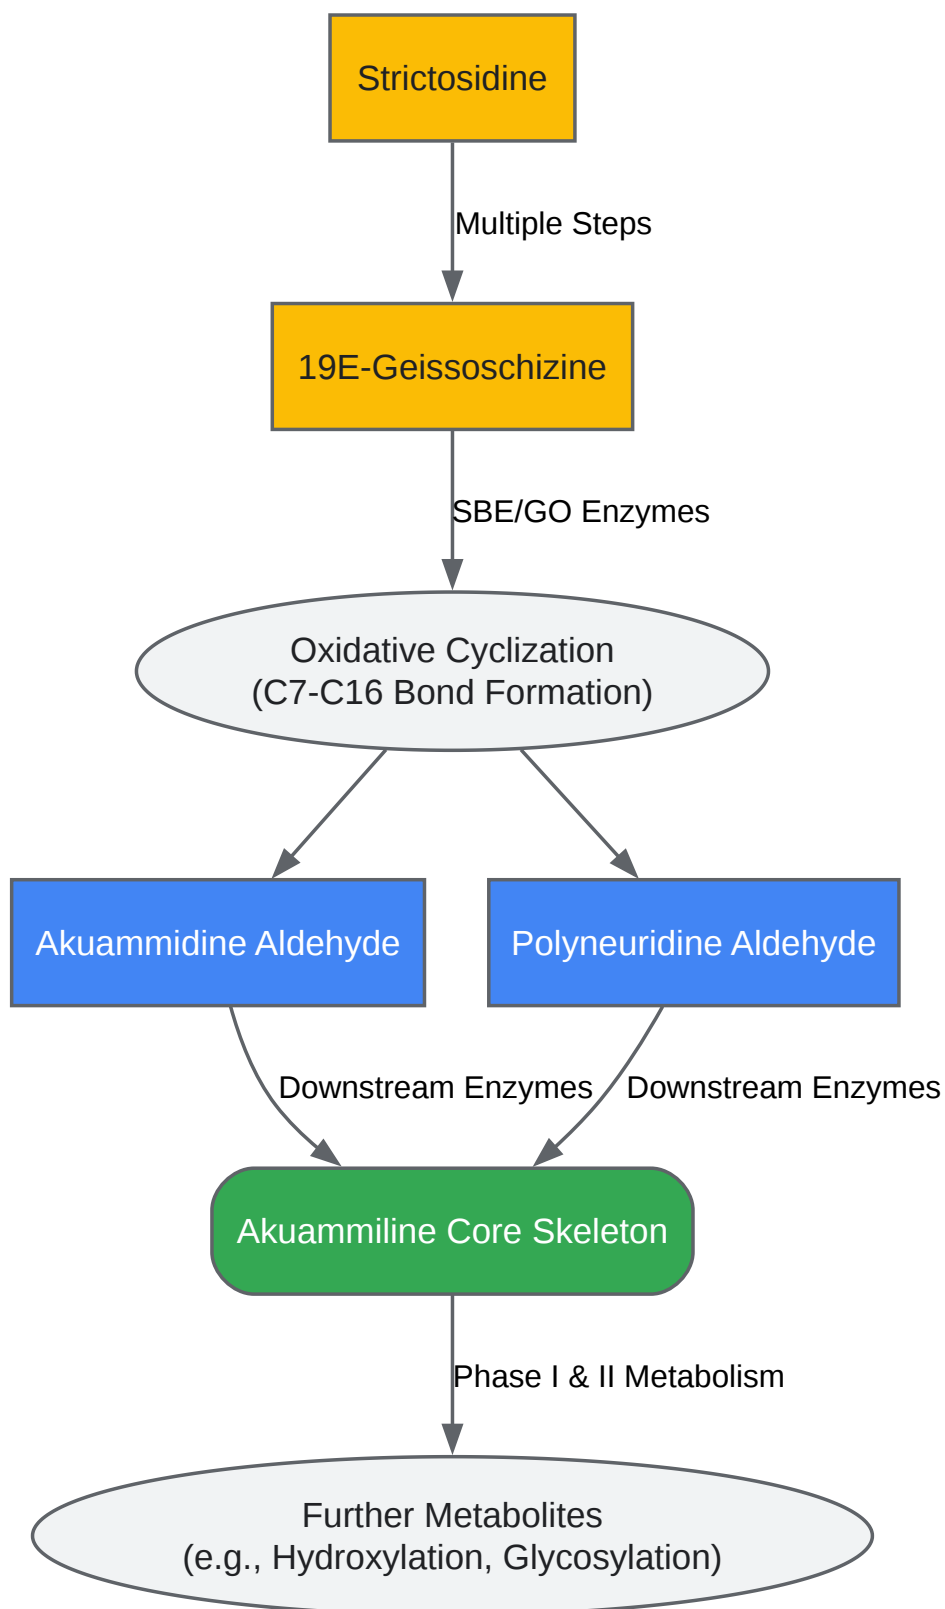 Strictosidine
Multiple Steps
19E-Geissoschizine
SBE/GO Enzymes
Oxidative Cyclization
(C7-C16 Bond Formation)
Akuammidine Aldehyde
Polyneuridine Aldehyde
Downstream Enzymes
Downstream Enzymes
Akuammiline Core Skeleton
Phase I & II Metabolism
Further Metabolites
(e.g., Hydroxylation, Glycosylation)